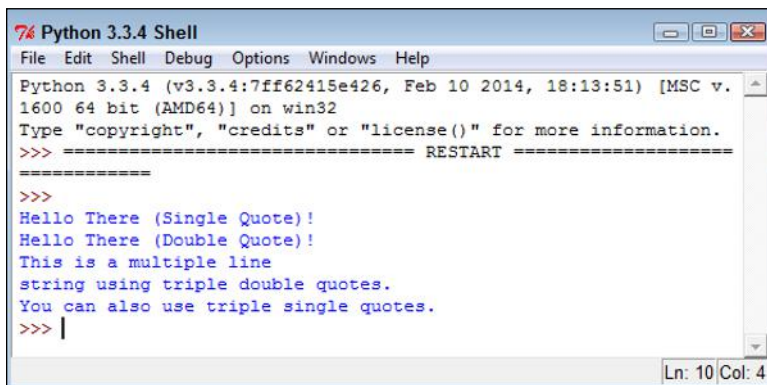 Python 3.3.4 Shell
File Edit Shell Debug Options Windows Help
Python 3.3.4 (v3.3.4:7ff62415e426, Feb 10 2014, 18:13:51) [MSC v.
1600 64 bit (AMD64)] on win32
Type "copyright", "credits" or "license()" for more information.
>>> ================================ RESTART ====================
============
>>>
Hello There (Single Quote)!
Hello There (Double Quote)!
This is a multiple line
string using triple double quotes.
You can also use triple single quotes.
>>>
Ln: 10 Col: 4